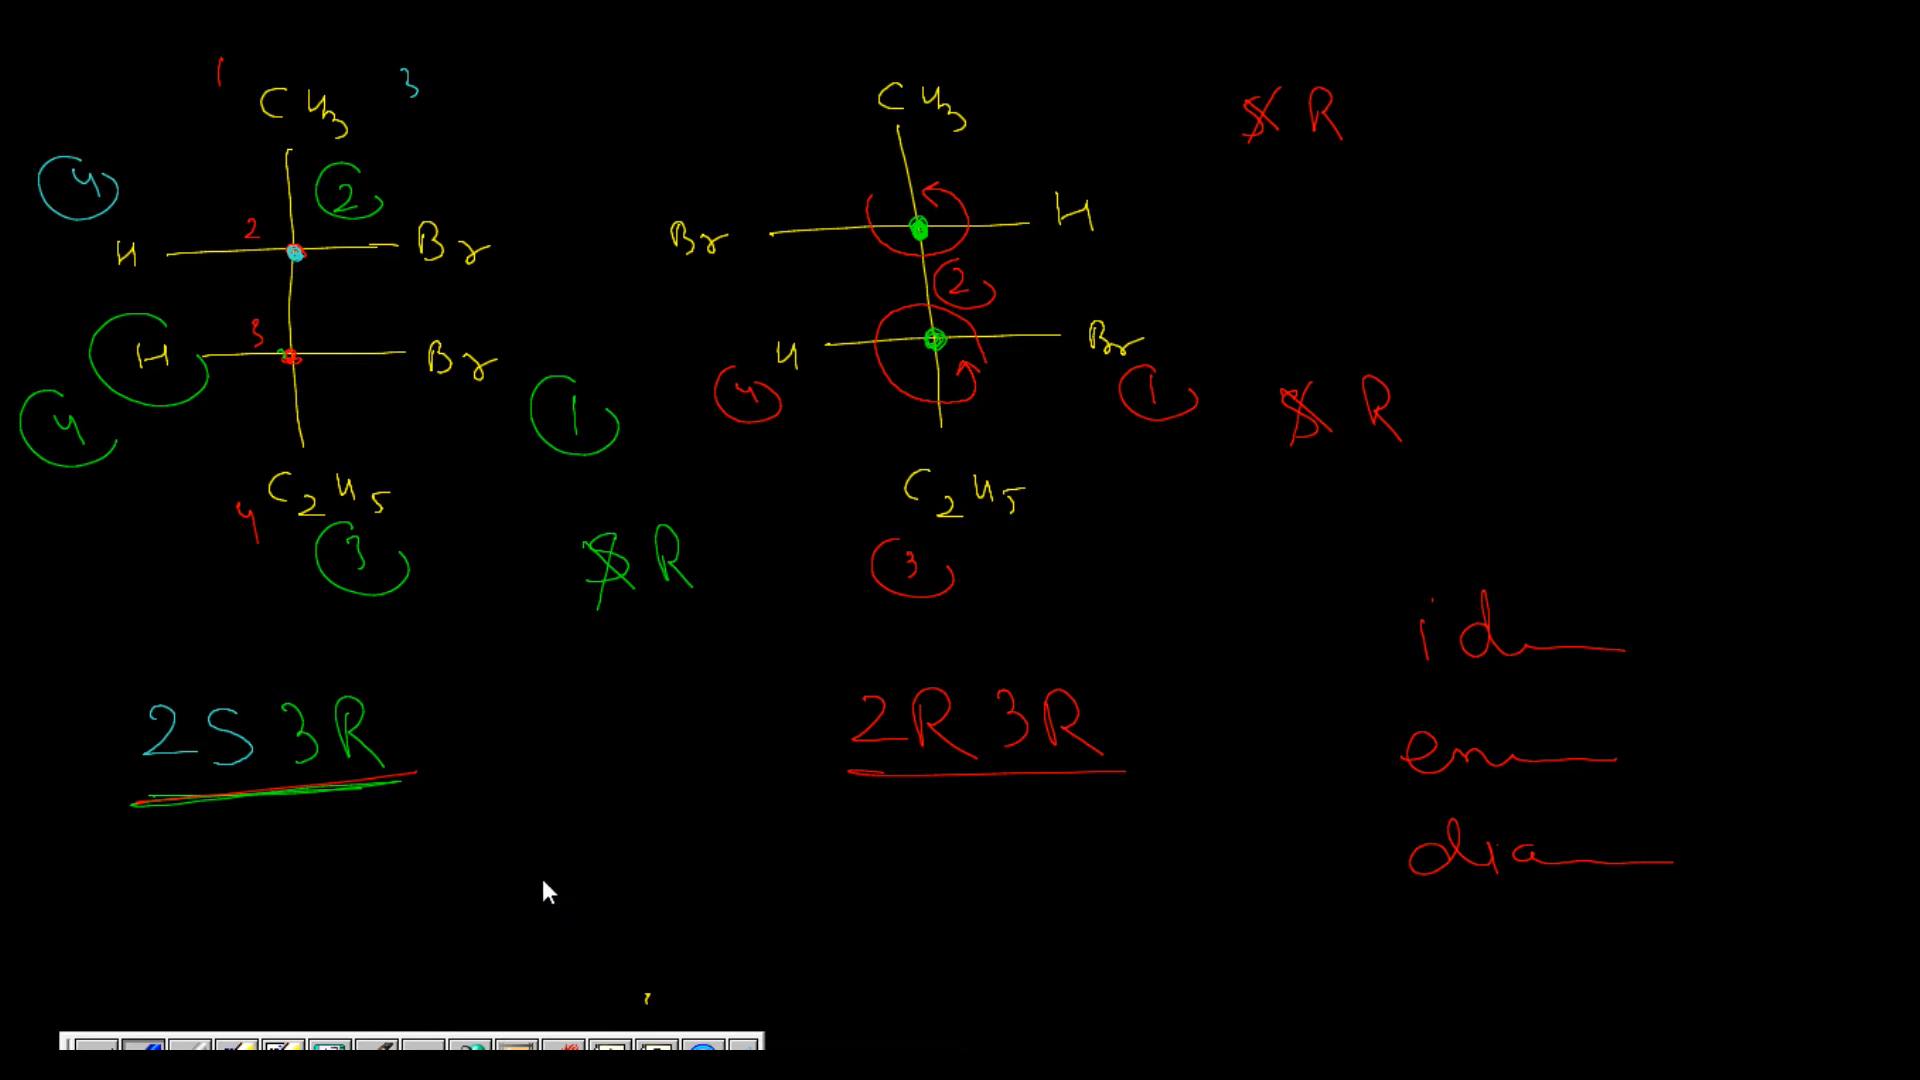 1 CH3 3
4 2
H 2 Br
H 3 Br
4 1
4 C2H5
3 S R
2S 3R
CH3 S R
Br H
2
H Br
4 1 S R
C2H5
3
2R 3R
id
en
dia